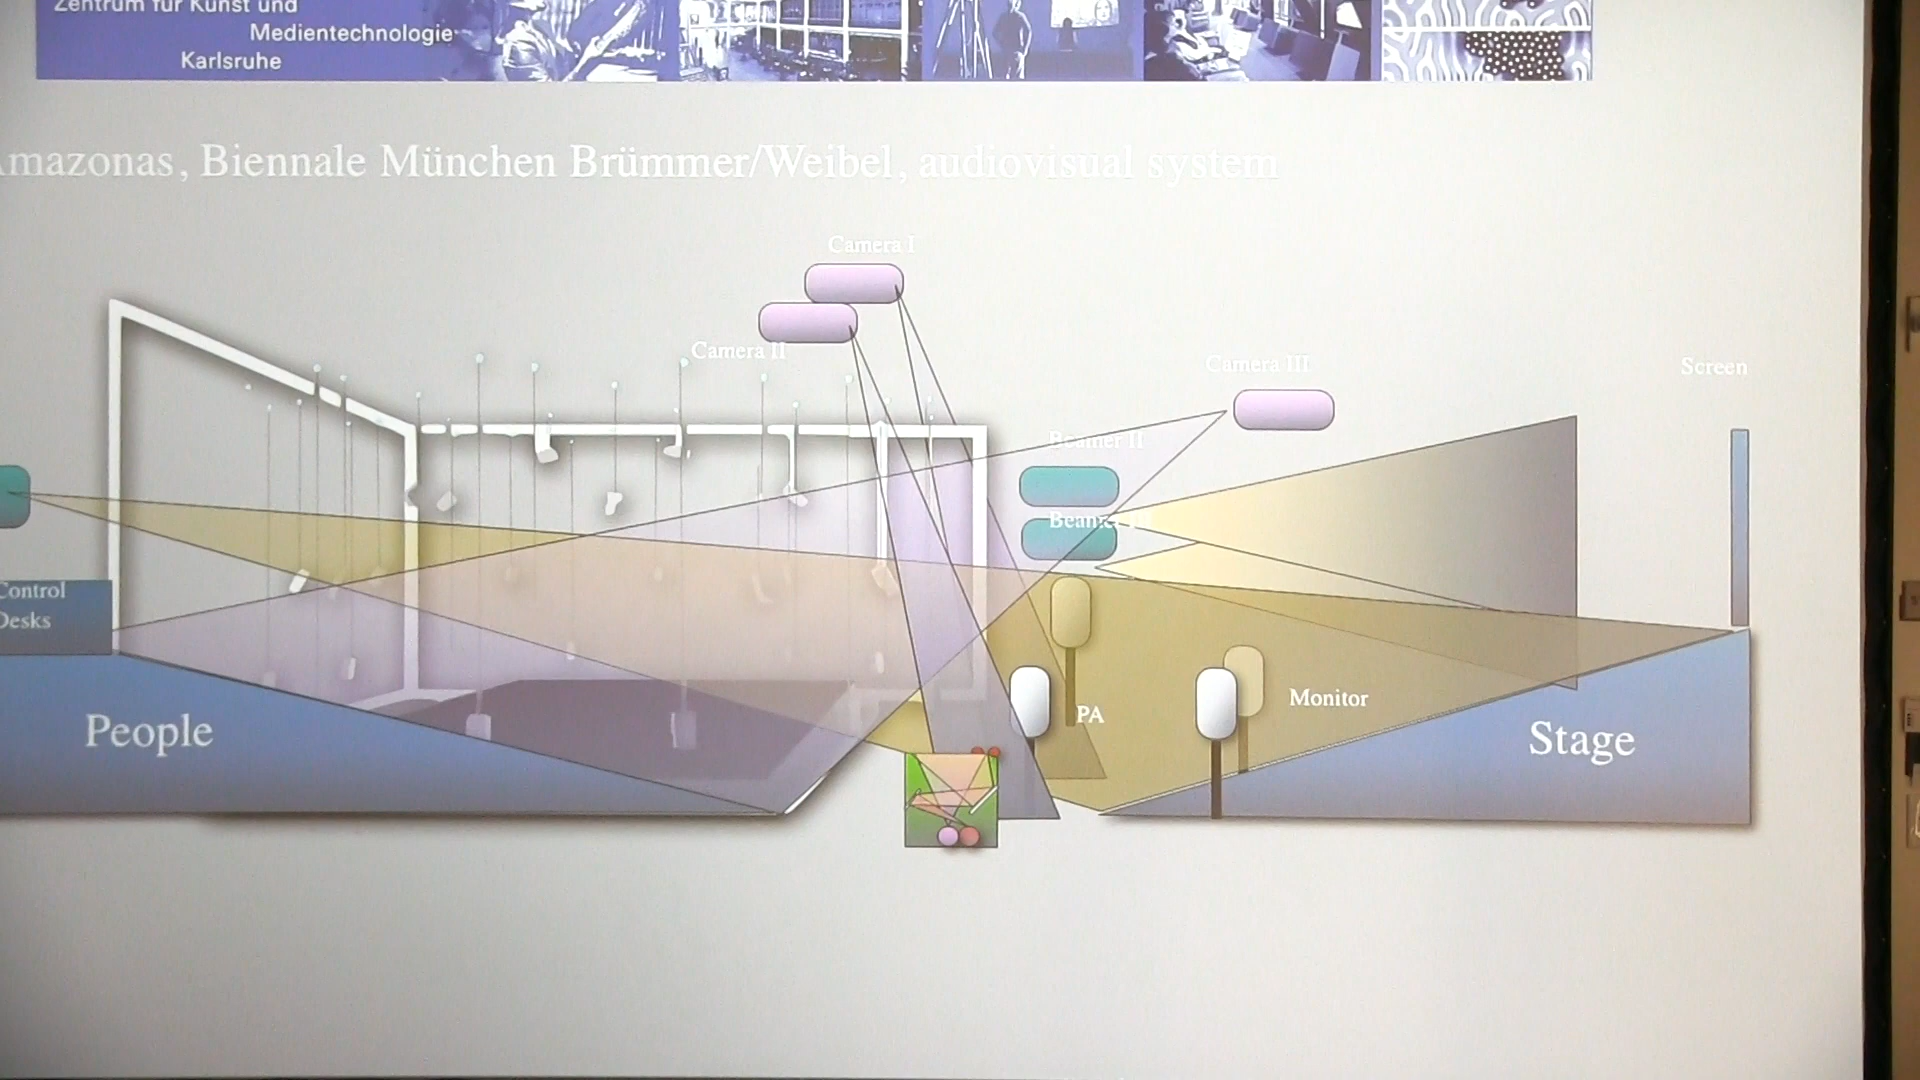 Zentrum für Kunst und
Medientechnologie
Karlsruhe
Amazonas, Biennale München Brümmer/Weibel, audiovisual system
Camera I
Camera II
Camera III
Screen
Beamer II
Control
Desks
Monitor
PA
People
Stage